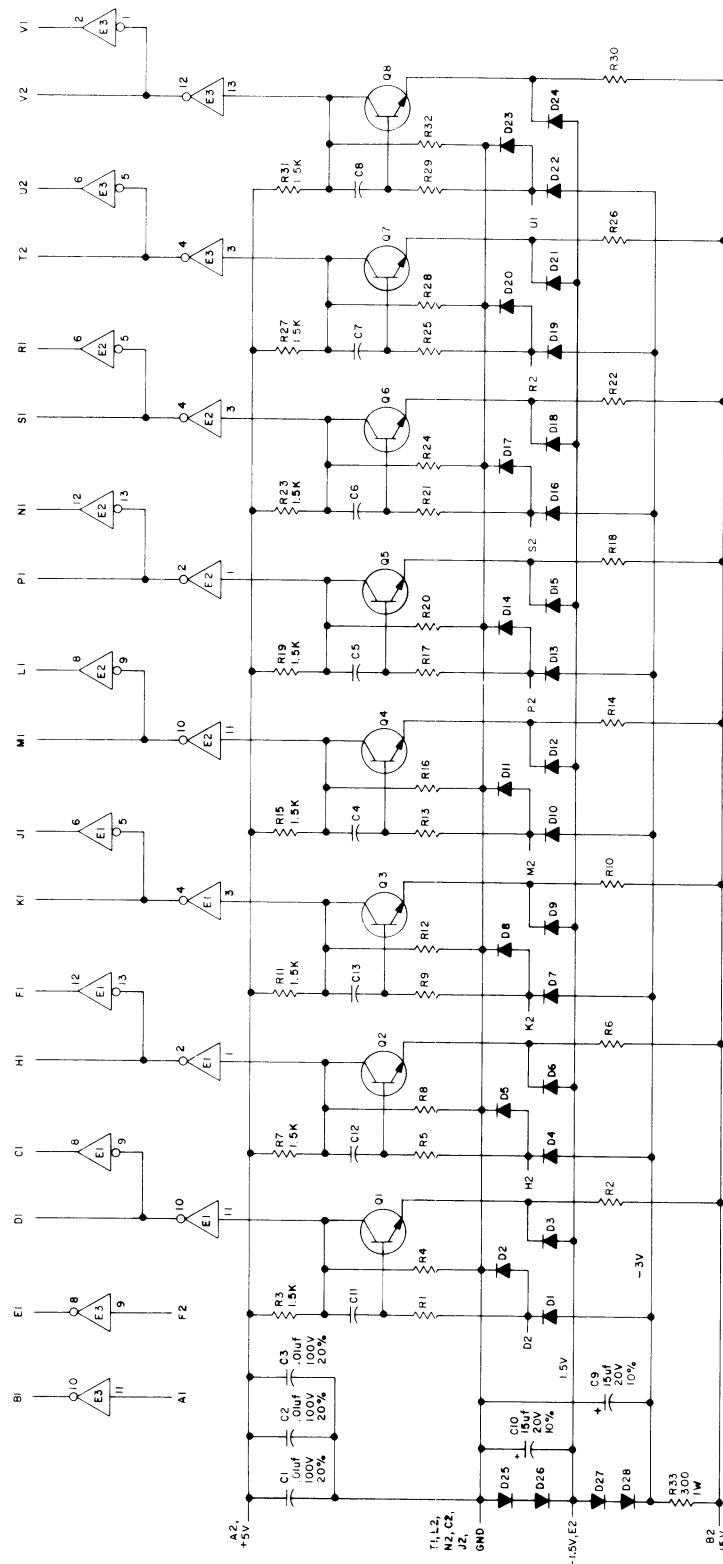 B1 E1 D1 C1 H1 F1 K1 J1 M1 L1 P1 N1 S1 R1 T2 U2 V2 V1
10 E3 11 A1
8 E3 9 F2
8 E1 9
10 E1 11
12 E1 13
2 E1 1
6 E1 5
4 E1 3
8 E2 9
10 E2 11
12 E2 13
2 E2 1
6 E2 5
4 E2 3
6 E3 5
4 E3 3
2 E3 1
12 E3 13
A2,
+5V
C1
.01uf
100V
20%
C2
.01uf
100V
20%
C3
.01uf
100V
20%
R3
1.5K
C11
Q1
R1
R4
R7
1.5K
C12
Q2
R5
R8
R11
1.5K
C13
Q3
R9
R12
R15
1.5K
C4
Q4
R13
R16
R19
1.5K
C5
Q5
R17
R20
R23
1.5K
C6
Q6
R21
R24
R27
1.5K
C7
Q7
R25
R28
R31
1.5K
C8
Q8
R29
R32
N2, C2,
J2,
GND
D25
D26
D27
D28
C10
15uf
20V
10%
+
C9
15uf
20V
10%
+
1.5V
-3V
-1.5V, E2
R33
300
1W
B2
D2
D2
D1
D3
R2
H2
D5
D4
D6
R6
K2
D8
D7
D9
R10
M2
D11
D10
D12
R14
P2
D14
D13
D15
R18
S2
D17
D16
D18
R22
R2
D20
D19
D21
R26
U1
D23
D22
D24
R30